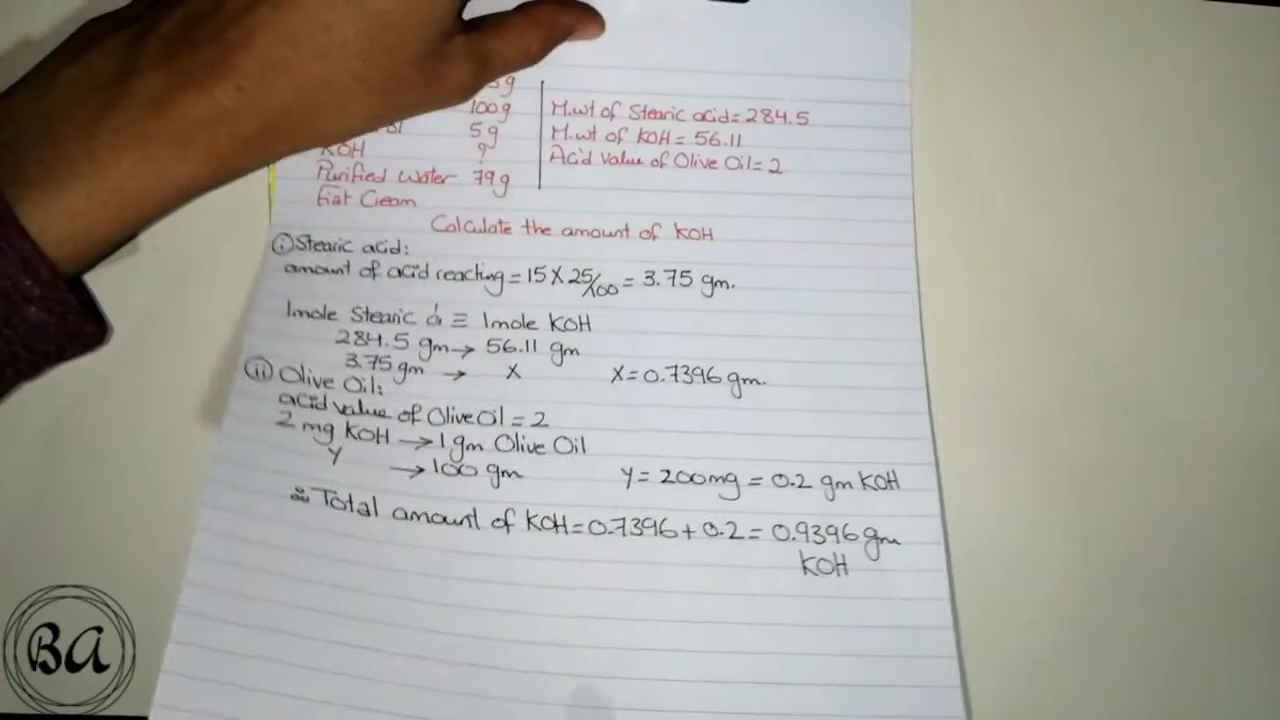 5g
100g
5g
KOH ?
Purified Water 79g
Fiat Cream
M.wt of Stearic acid = 284.5
M.wt of KOH = 56.11
Acid Value of Olive Oil = 2
Calculate the amount of KOH
(i) Stearic acid:
amount of acid reacting = 15 X 25/100 = 3.75 gm.
1mole Stearic ≡ 1mole KOH
284.5 gm → 56.11 gm
3.75 gm → X X = 0.7396 gm.
(ii) Olive Oil:
acid value of Olive Oil = 2
2 mg KOH → 1 gm Olive Oil
Y → 100 gm Y = 200mg = 0.2 gm KOH
∴ Total amount of KOH = 0.7396 + 0.2 = 0.9396 gm
KOH
BA